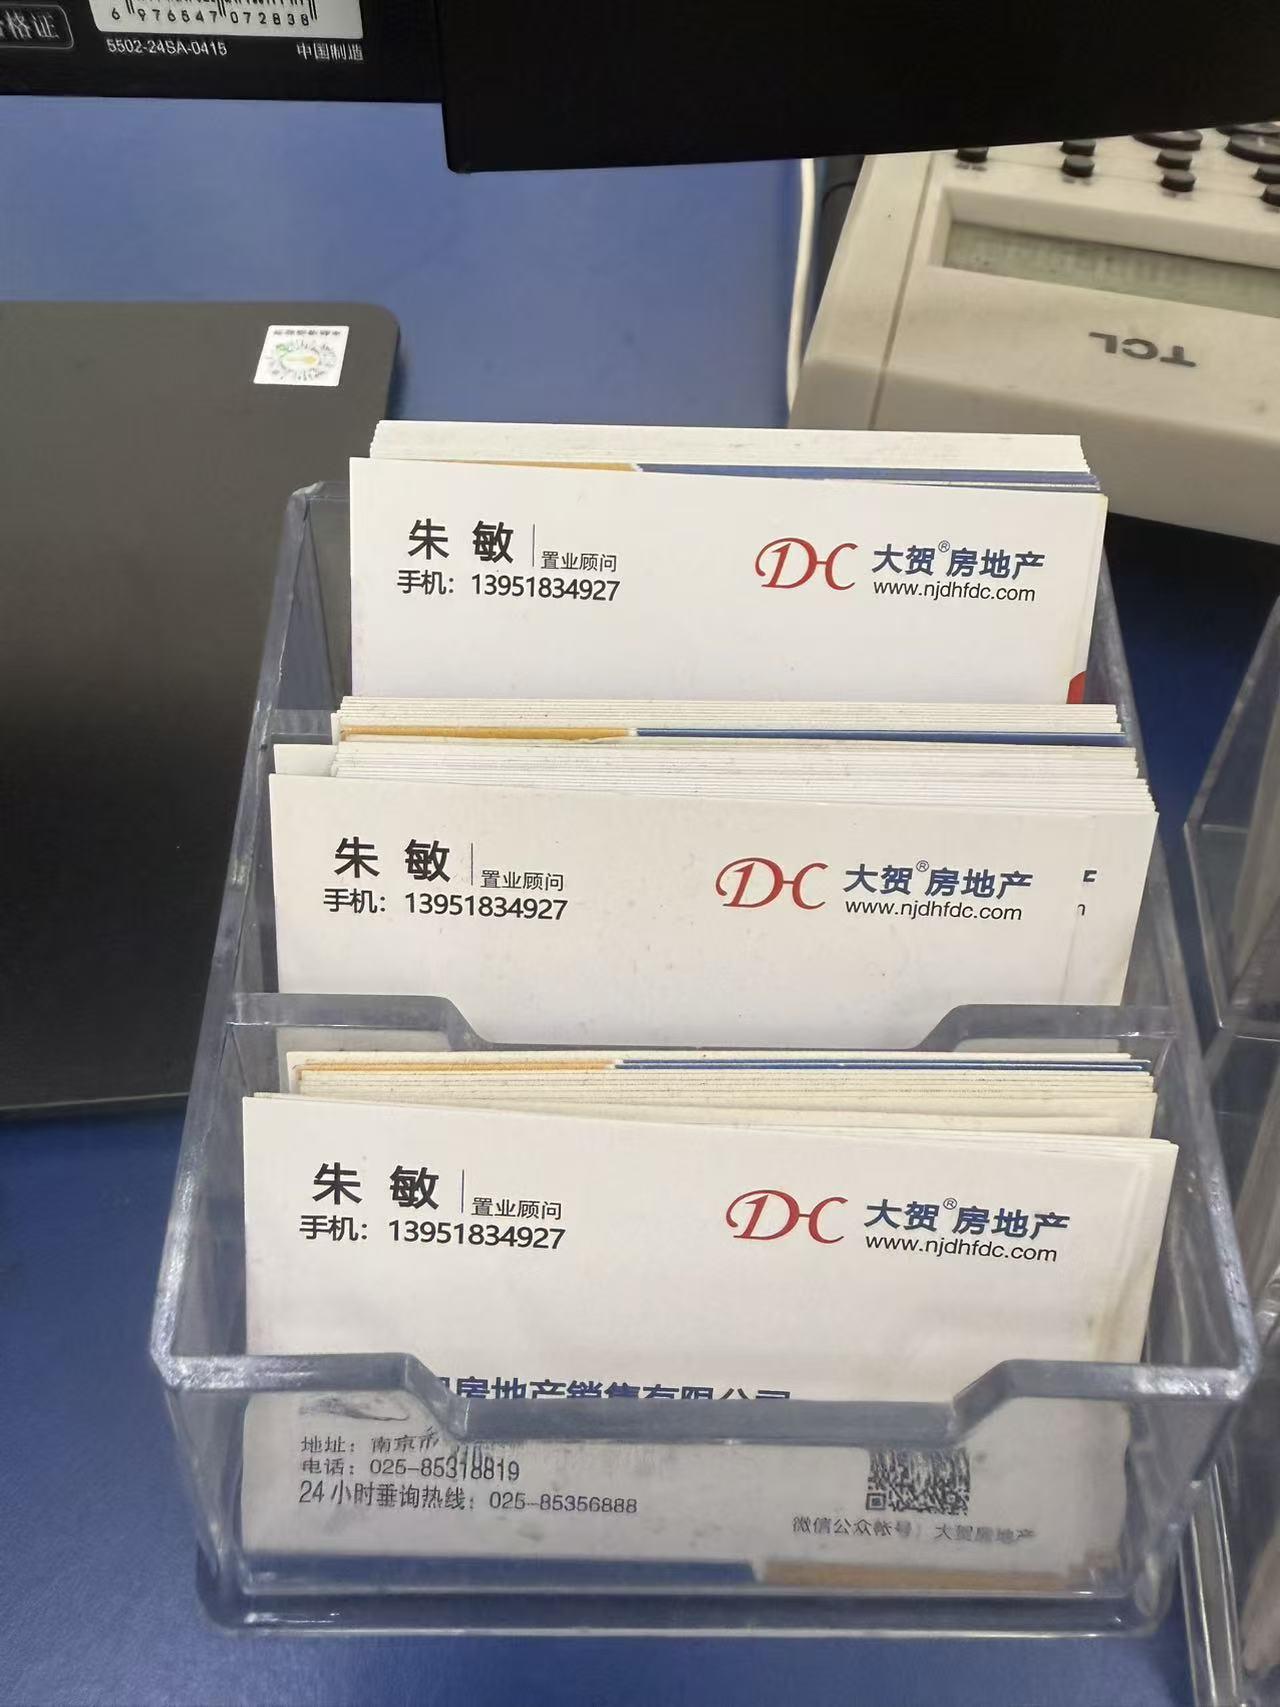 格证
6 976547 072838
5502-24SA-0415
中国制造
TCL
朱 敏 置业顾问
手机：13951834927
DC 大贺®房地产
www.njdhfdc.com
朱 敏 置业顾问
手机：13951834927
DC 大贺®房地产
www.njdhfdc.com
朱 敏 置业顾问
手机：13951834927
DC 大贺®房地产
www.njdhfdc.com
房地产销售有限公司
地址：南京
电话：025-85318819
24小时垂询热线：025-85356888
微信公众帐号 大贺房地产